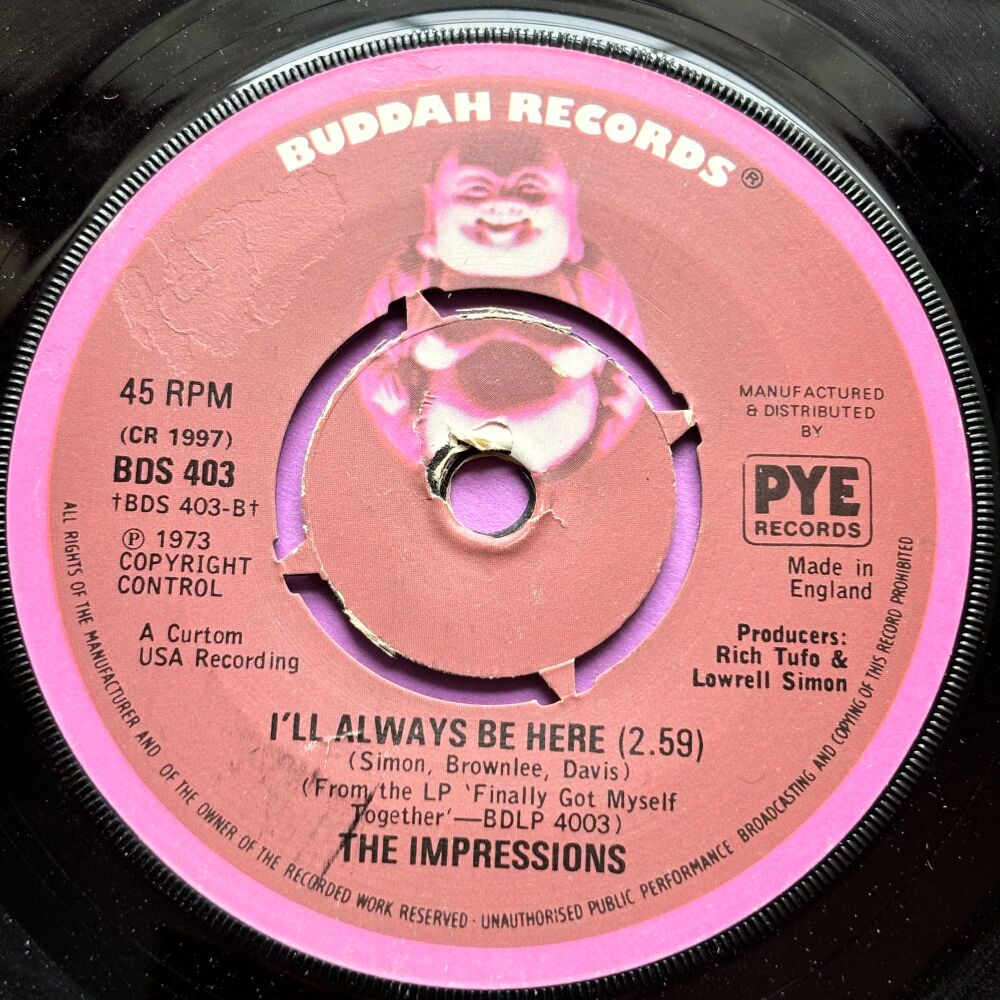 BUDDAH RECORDS ®
45 RPM
(CR 1997)
BDS 403
†BDS 403-B†
℗ 1973
COPYRIGHT
CONTROL
A Curtom
USA Recording
MANUFACTURED
& DISTRIBUTED
BY
PYE
RECORDS
Made in
England
Producers:
Rich Tufo &
Lowrell Simon
I'LL ALWAYS BE HERE (2.59)
(Simon, Brownlee, Davis)
(From the LP 'Finally Got Myself
Together'—BDLP 4003)
THE IMPRESSIONS
ALL RIGHTS OF THE MANUFACTURER AND OF THE OWNER OF THE RECORDED WORK RESERVED · UNAUTHORISED PUBLIC PERFORMANCE BROADCASTING AND COPYING OF THIS RECORD PROHIBITED